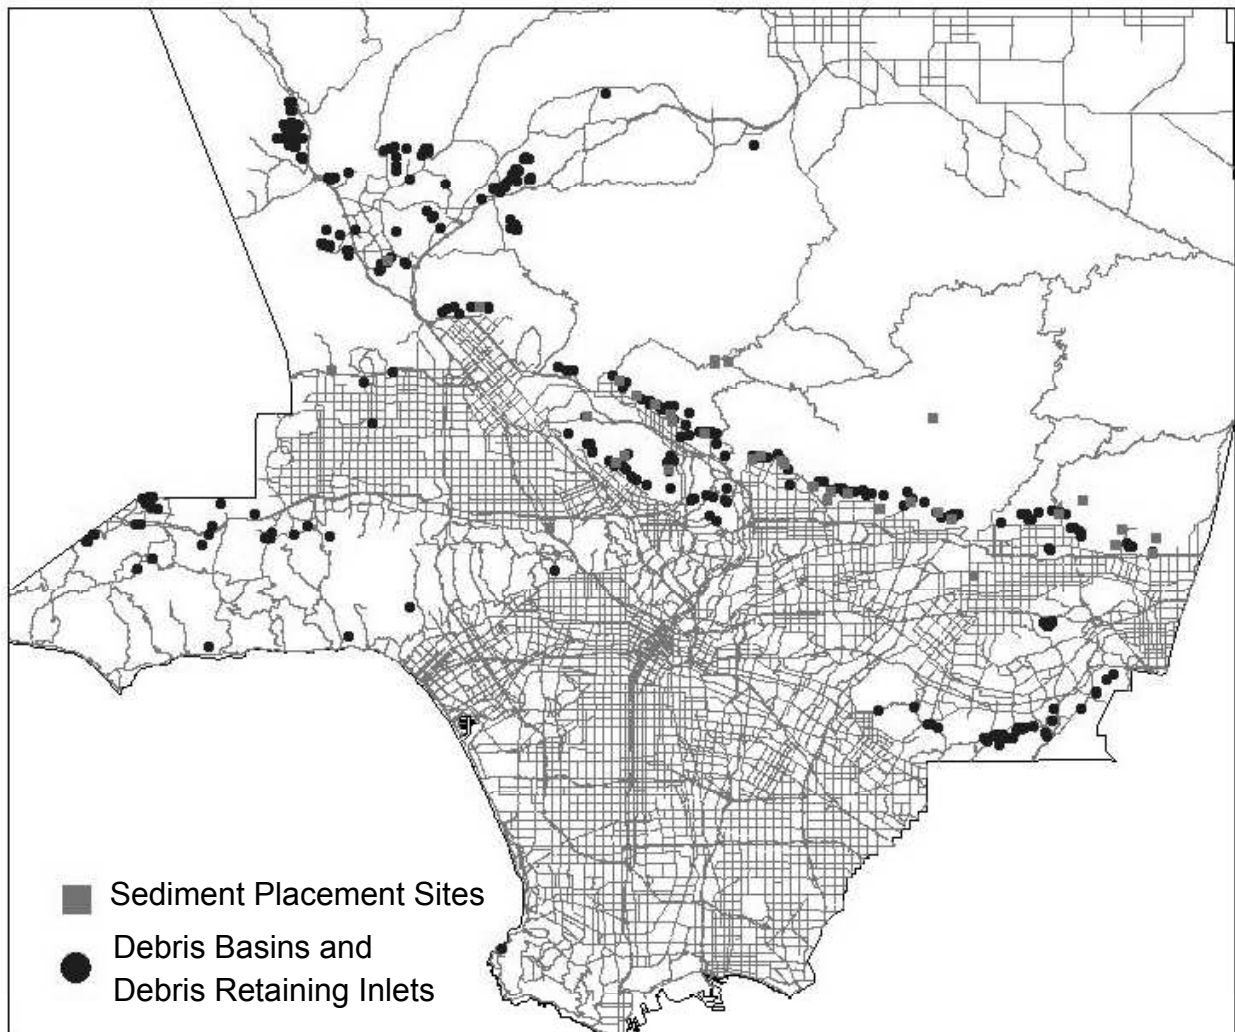 Sediment Placement Sites
Debris Basins and
Debris Retaining Inlets